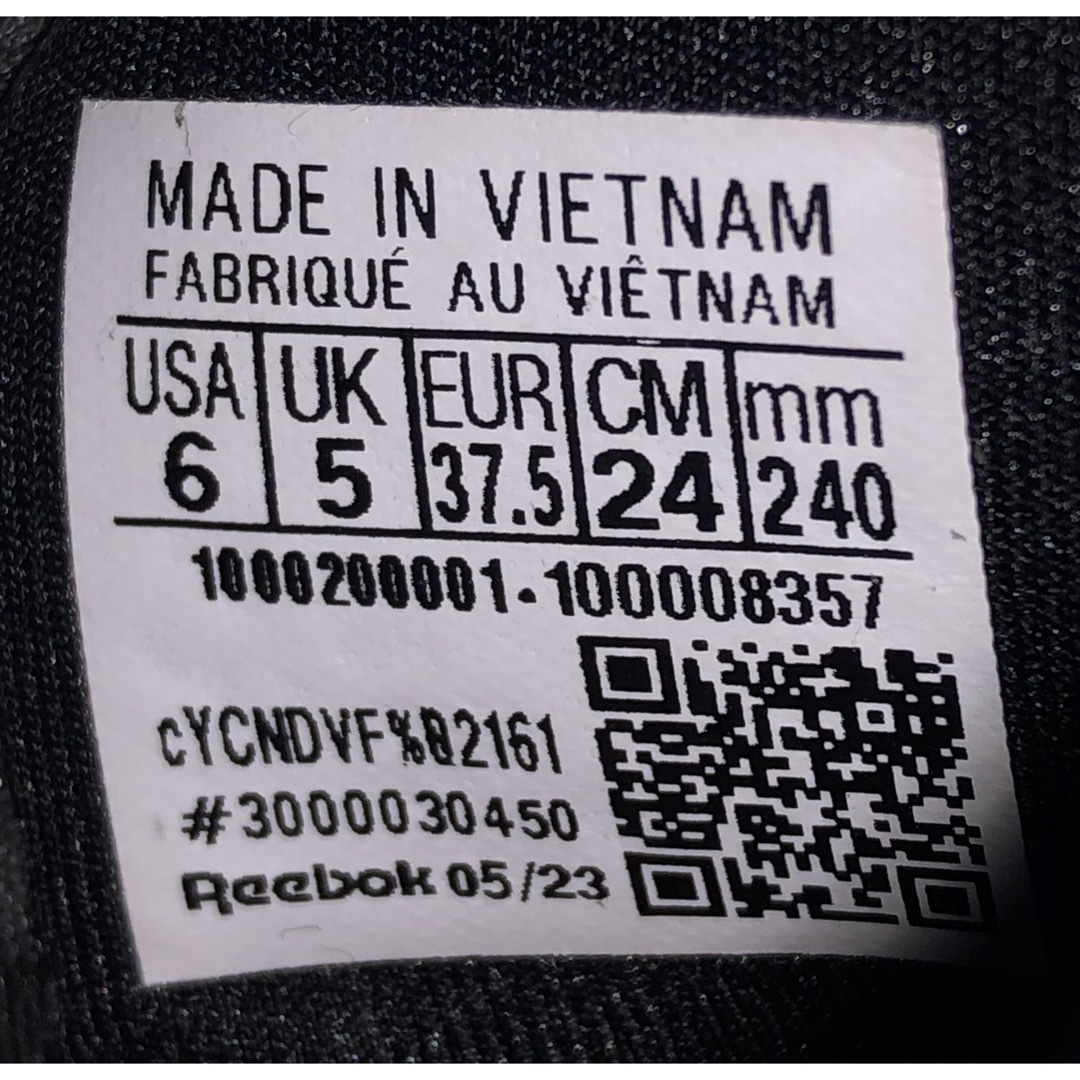 MADE IN VIETNAM
FABRIQUÉ AU VIÊTNAM
USA UK EUR CM mm
6 5 37.5 24 240
1000200001-100008357
cYCNDVF%Q2161
#3000030450
Reebok 05/23